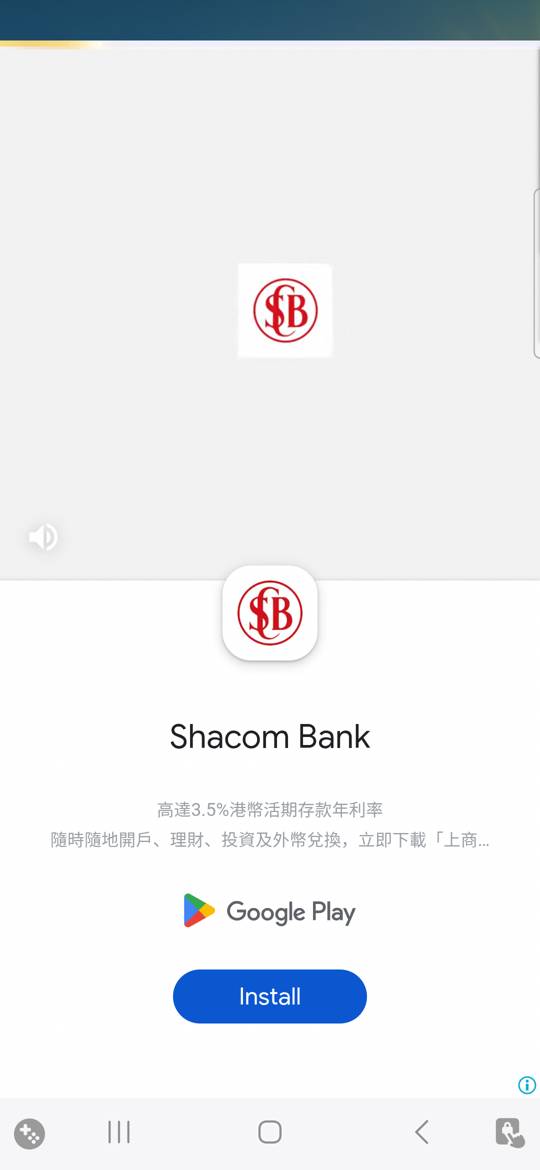 SCB
SCB
Shacom Bank
高達3.5%港幣活期存款年利率
隨時隨地開戶、理財、投資及外幣兌換，立即下載「上商...
Google Play
Install